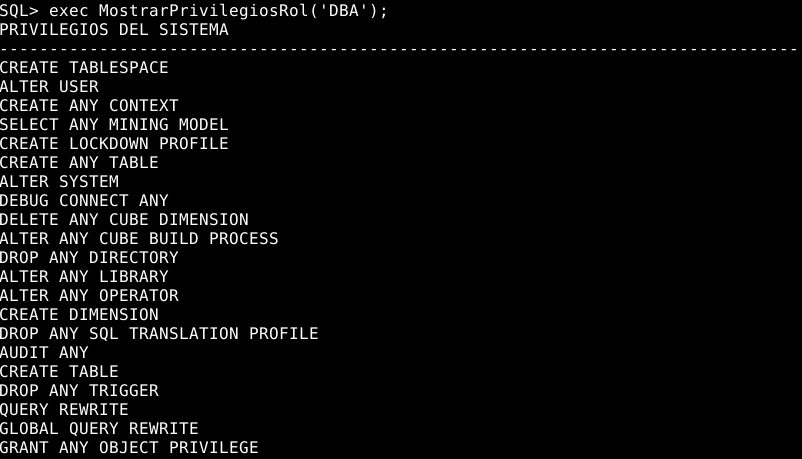 SQL> exec MostrarPrivilegiosRol('DBA');
PRIVILEGIOS DEL SISTEMA
--------------------------------------------------------------------------------
CREATE TABLESPACE
ALTER USER
CREATE ANY CONTEXT
SELECT ANY MINING MODEL
CREATE LOCKDOWN PROFILE
CREATE ANY TABLE
ALTER SYSTEM
DEBUG CONNECT ANY
DELETE ANY CUBE DIMENSION
ALTER ANY CUBE BUILD PROCESS
DROP ANY DIRECTORY
ALTER ANY LIBRARY
ALTER ANY OPERATOR
CREATE DIMENSION
DROP ANY SQL TRANSLATION PROFILE
AUDIT ANY
CREATE TABLE
DROP ANY TRIGGER
QUERY REWRITE
GLOBAL QUERY REWRITE
GRANT ANY OBJECT PRIVILEGE